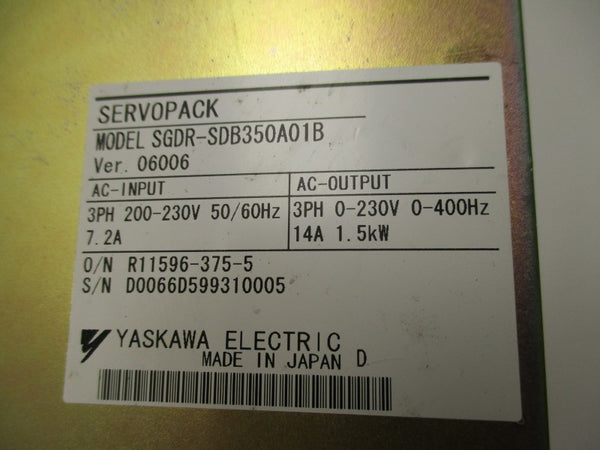 SERVOPACK
MODEL SGDR-SDB350A01B
Ver. 06006
AC-INPUT
3PH 200-230V 50/60Hz
7.2A
AC-OUTPUT
3PH 0-230V 0-400Hz
14A 1.5kW
O/N R11596-375-5
S/N D0066D599310005
YASKAWA ELECTRIC
MADE IN JAPAN D